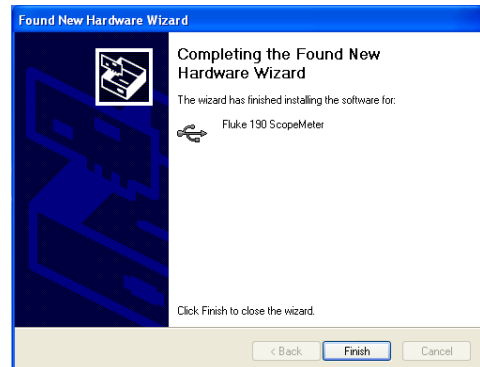 Found New Hardware Wizard
Completing the Found New
Hardware Wizard
The wizard has finished installing the software for:
Fluke 190 ScopeMeter
Click Finish to close the wizard.
< Back
Finish
Cancel